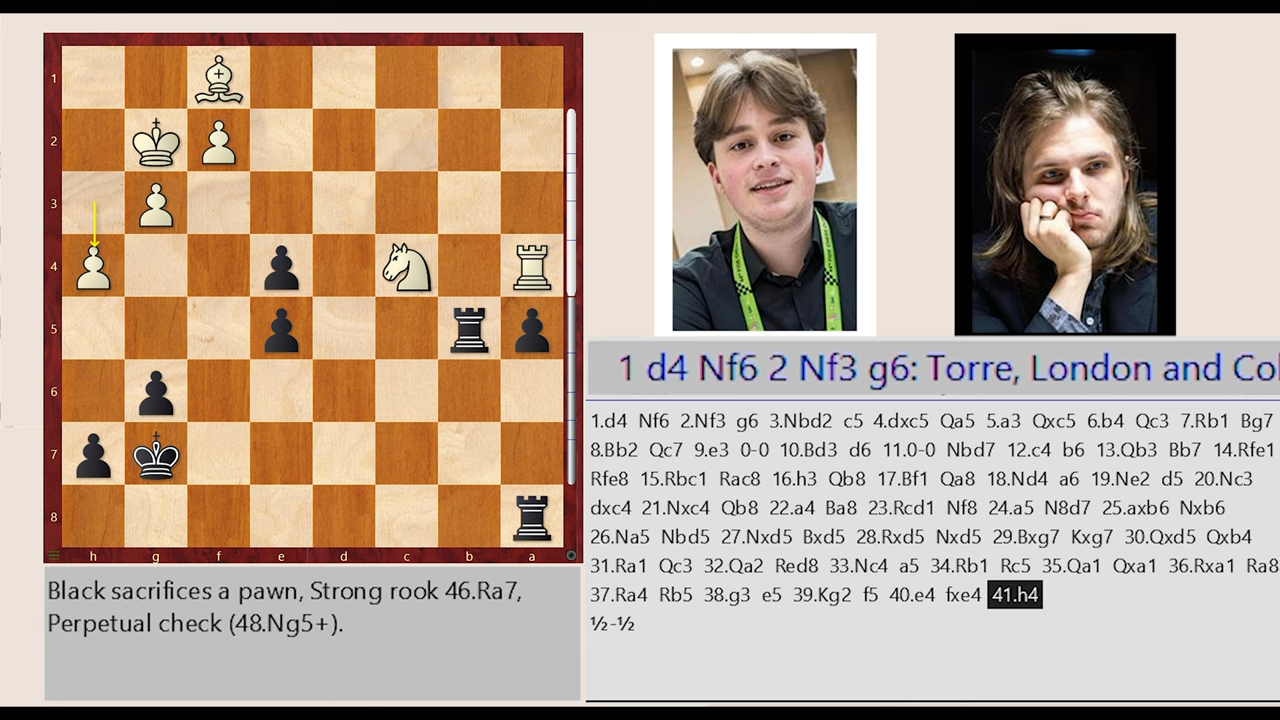 1
2
3
4
5
6
7
8
h g f e d c b a
Black sacrifices a pawn, Strong rook 46.Ra7,
Perpetual check (48.Ng5+).
1 d4 Nf6 2 Nf3 g6: Torre, London and Col
1.d4 Nf6 2.Nf3 g6 3.Nbd2 c5 4.dxc5 Qa5 5.a3 Qxc5 6.b4 Qc3 7.Rb1 Bg7
8.Bb2 Qc7 9.e3 0-0 10.Bd3 d6 11.0-0 Nbd7 12.c4 b6 13.Qb3 Bb7 14.Rfe1
Rfe8 15.Rbc1 Rac8 16.h3 Qb8 17.Bf1 Qa8 18.Nd4 a6 19.Ne2 d5 20.Nc3
dxc4 21.Nxc4 Qb8 22.a4 Ba8 23.Rcd1 Nf8 24.a5 N8d7 25.axb6 Nxb6
26.Na5 Nbd5 27.Nxd5 Bxd5 28.Rxd5 Nxd5 29.Bxg7 Kxg7 30.Qxd5 Qxb4
31.Ra1 Qc3 32.Qa2 Red8 33.Nc4 a5 34.Rb1 Rc5 35.Qa1 Qxa1 36.Rxa1 Ra8
37.Ra4 Rb5 38.g3 e5 39.Kg2 f5 40.e4 fxe4 41.h4
½-½